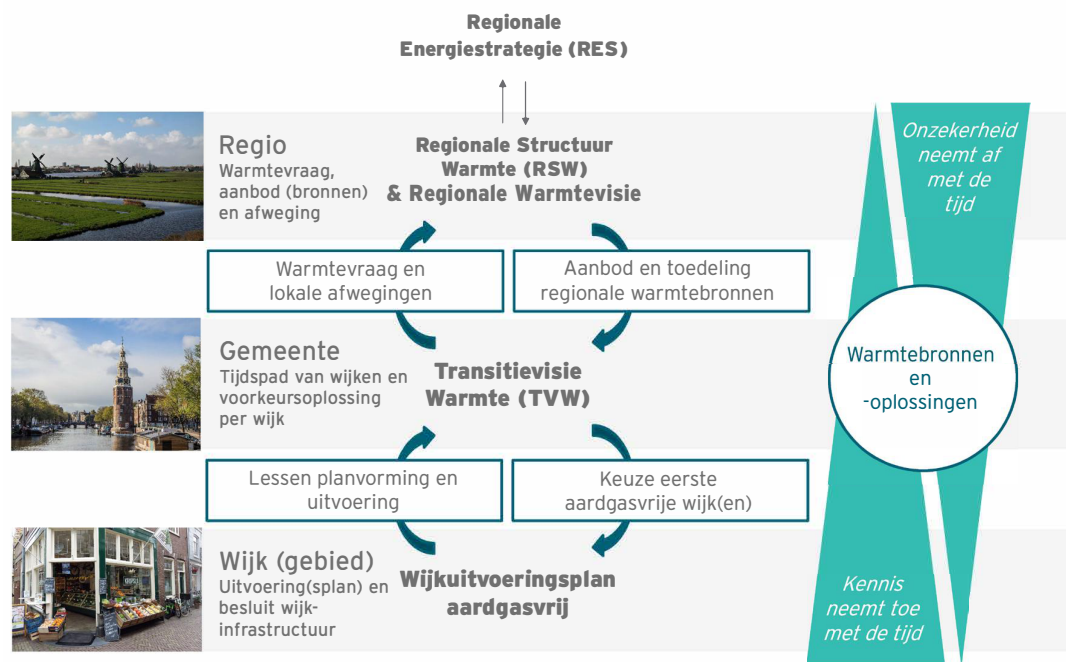 Regionale
Energiestrategie (RES)
Regio
Warmtevraag,
aanbod (bronnen)
en afweging
Regionale Structuur
Warmte (RSW)
& Regionale Warmtevisie
Onzekerheid
neemt af
met de
tijd
Warmtevraag en
lokale afwegingen
Aanbod en toedeling
regionale warmtebronnen
Gemeente
Tijdspad van wijken en
voorkeursoplossing
per wijk
Transitievisie
Warmte (TVW)
Warmtebronnen
en
-oplossingen
Lessen planvorming en
uitvoering
Keuze eerste
aardgasvrije wijk(en)
Wijk (gebied)
Uitvoering(splan) en
besluit wijk-
infrastructuur
Wijkuitvoeringsplan
aardgasvrij
Kennis
neemt toe
met de tijd